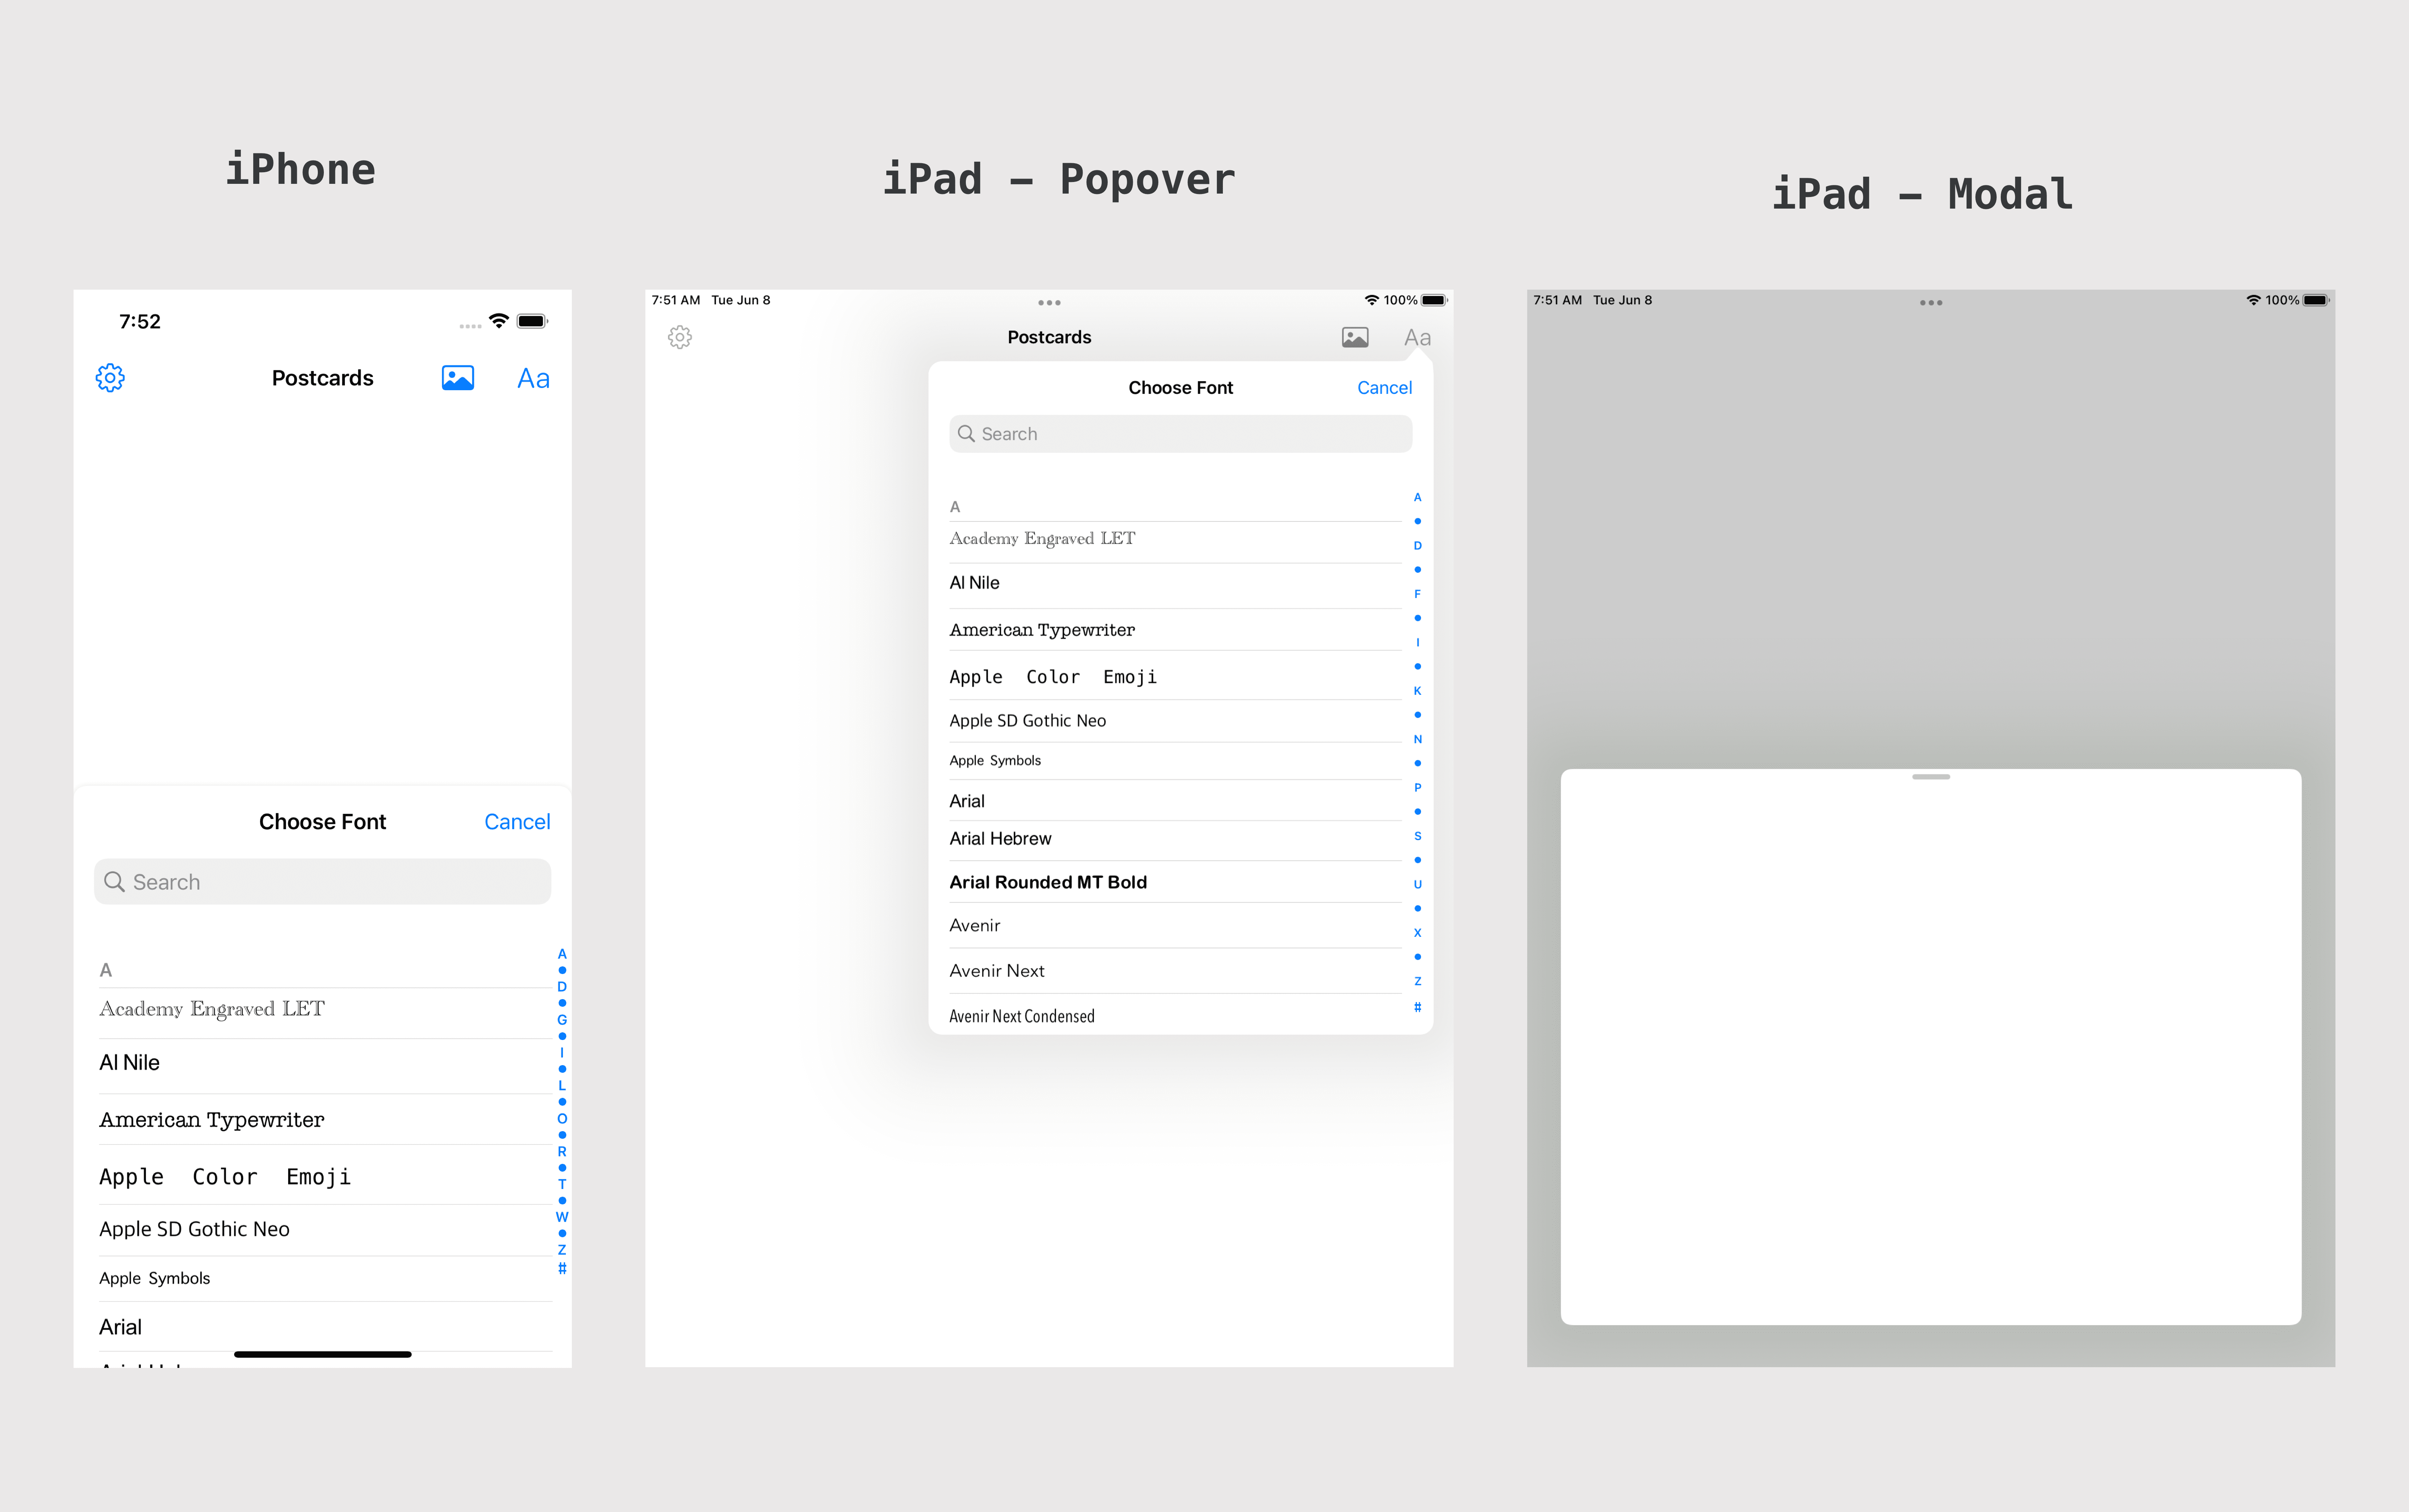 iPhone
7:52
Postcards
Aa
Choose Font
Cancel
Search
A
Academy Engraved LET
Al Nile
American Typewriter
Apple Color Emoji
Apple SD Gothic Neo
Apple Symbols
Arial
A
D
G
I
L
O
R
T
W
Z
#
iPad – Popover
7:51 AM Tue Jun 8
100%
Postcards
Aa
Choose Font
Cancel
Search
A
Academy Engraved LET
Al Nile
American Typewriter
Apple Color Emoji
Apple SD Gothic Neo
Apple Symbols
Arial
Arial Hebrew
Arial Rounded MT Bold
Avenir
Avenir Next
Avenir Next Condensed
A
D
F
I
K
N
P
S
U
X
Z
#
iPad – Modal
7:51 AM Tue Jun 8
100%